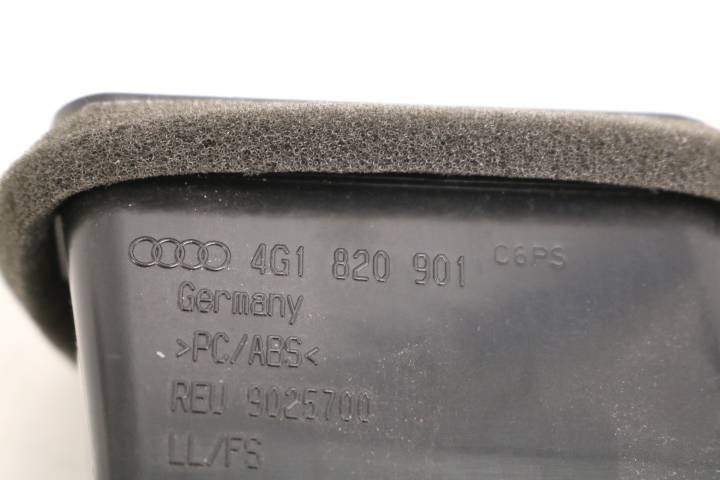 4G1 820 901 C6PS
Germany
>PC/ABS<
REU 9025700
LL/FS